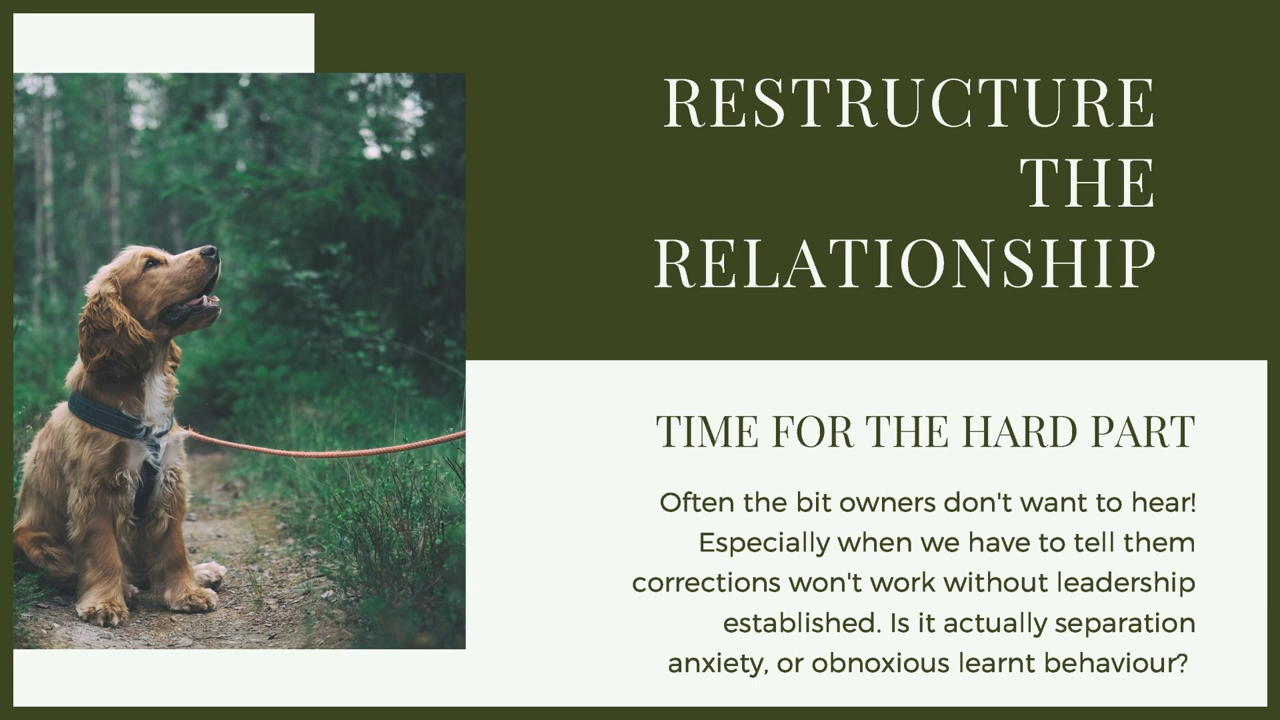 RESTRUCTURE
THE
RELATIONSHIP
TIME FOR THE HARD PART
Often the bit owners don't want to hear!
Especially when we have to tell them
corrections won't work without leadership
established. Is it actually separation
anxiety, or obnoxious learnt behaviour?